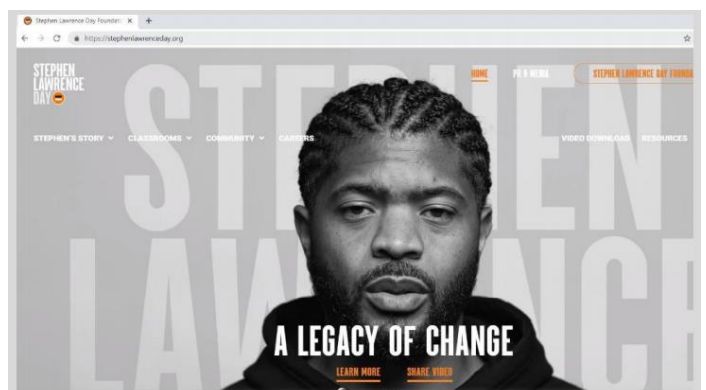 Stephen Lawrence Day Foundati
https://stephenlawrenceday.org
STEPHEN
LAWRENCE
DAY
HOME PR & MEDIA STEPHEN LAWRENCE DAY FOUNDA
STEPHEN'S STORY CLASSROOMS COMMUNITY CAREERS VIDEO DOWNLOAD RESOURCES
STEPHEN
LAWRENCE
A LEGACY OF CHANGE
LEARN MORE SHARE VIDEO